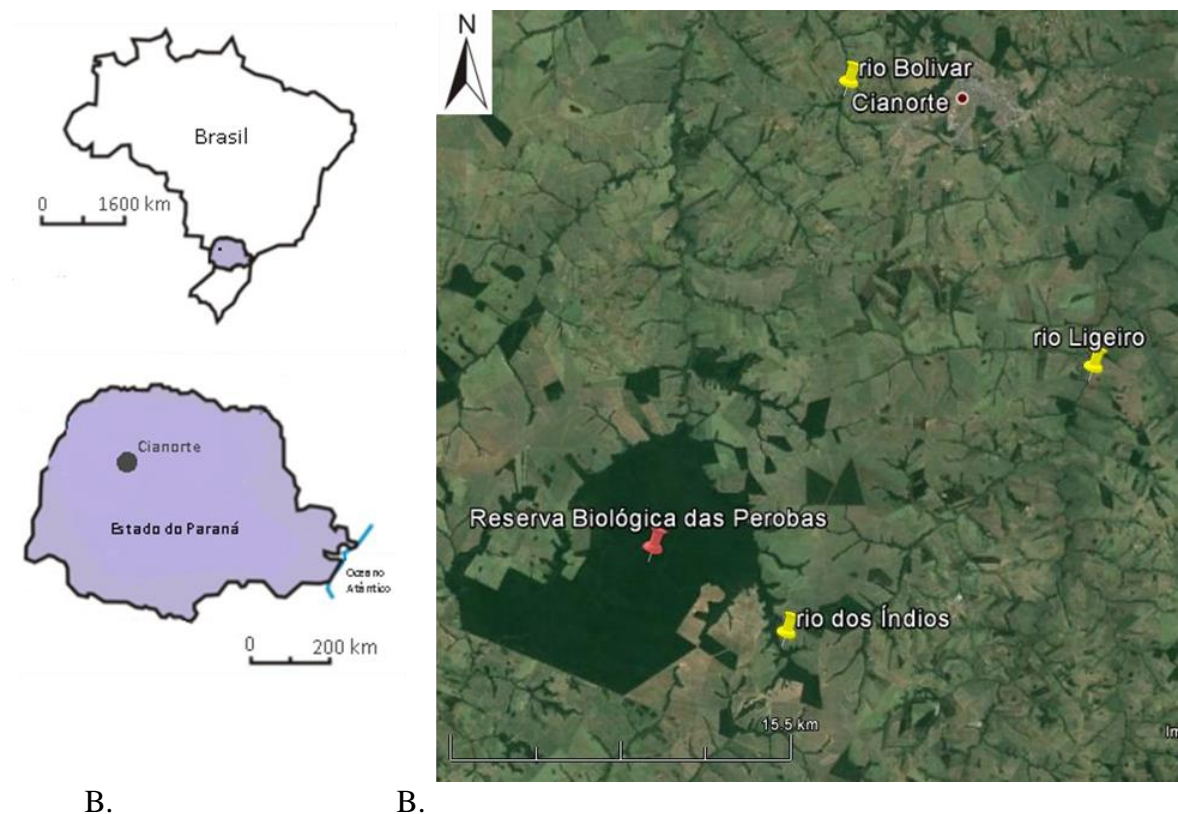 Brasil
0 1600 km
Cianorte
Estado do Paraná
Oceano
Atlântico
0 200 km
N
rio Bolivar
Cianorte
rio Ligeiro
Reserva Biológica das Perobas
rio dos Índios
15.5 km
Im
B. B.